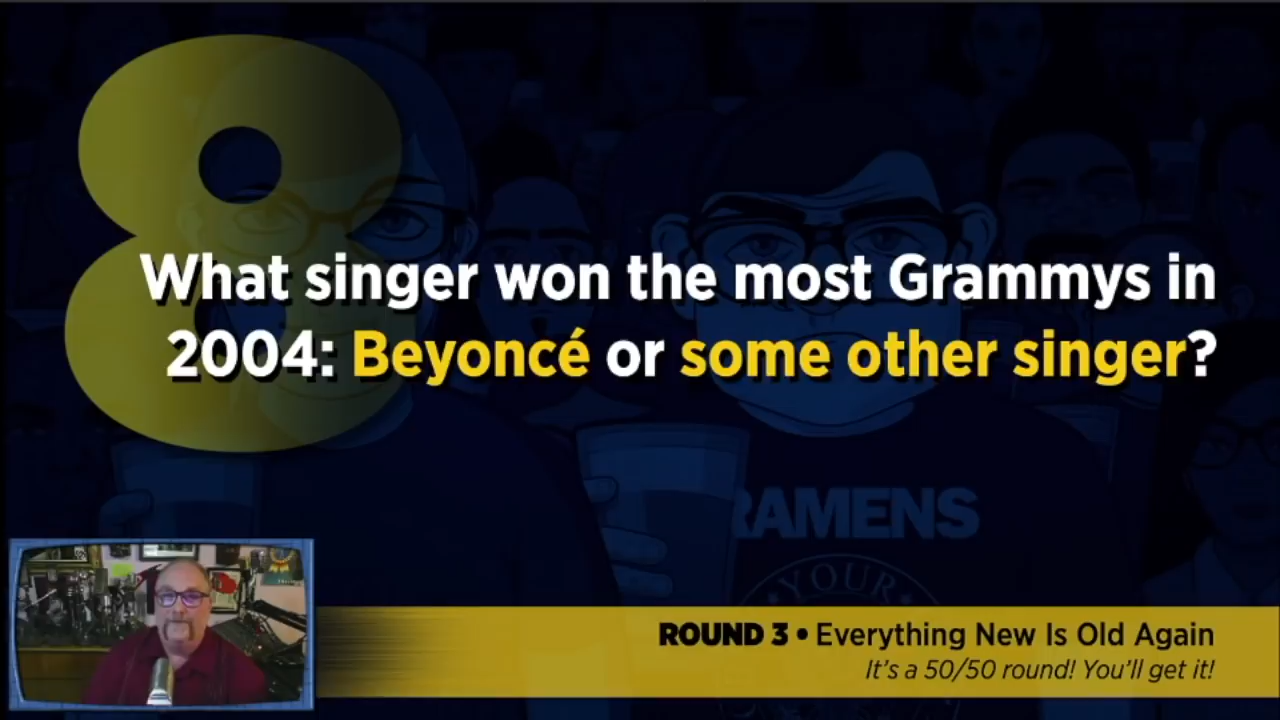 8
What singer won the most Grammys in
2004: Beyoncé or some other singer?
RAMENS
YOUR
ROUND 3 • Everything New Is Old Again
It's a 50/50 round! You'll get it!